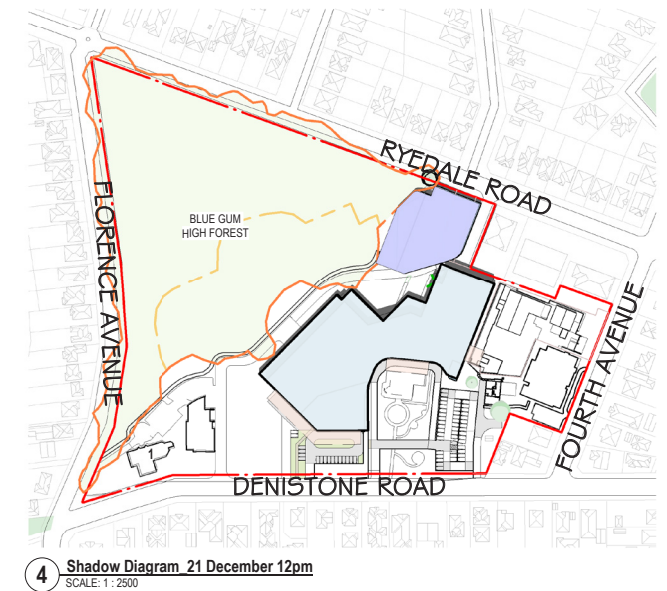 RYEDALE ROAD
FLORENCE AVENUE
BLUE GUM
HIGH FOREST
FOURTH AVENUE
1
DENISTONE ROAD
4
Shadow Diagram_21 December 12pm
SCALE: 1 : 2500